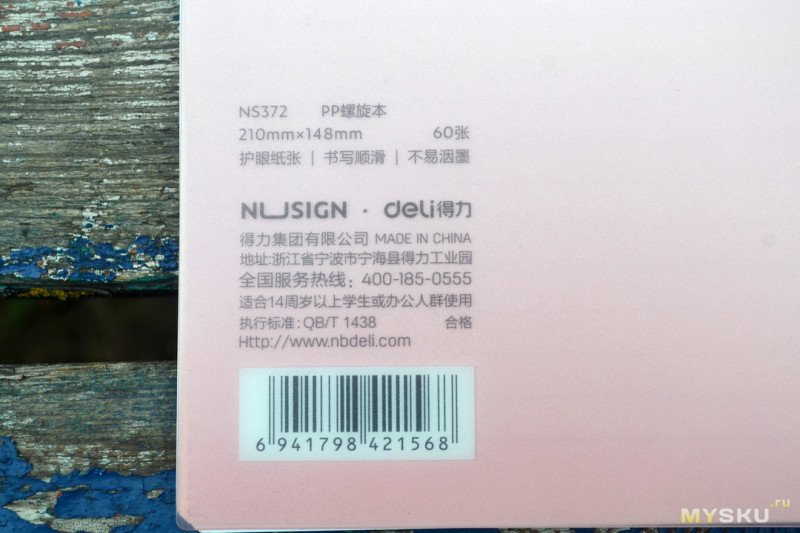 NS372 PP螺旋本
210mm×148mm 60张
护眼纸张 | 书写顺滑 | 不易洇墨
NUSIGN · deli得力
得力集团有限公司 MADE IN CHINA
地址:浙江省宁波市宁海县得力工业园
全国服务热线: 400-185-0555
适合14周岁以上学生或办公人群使用
执行标准: QB/T 1438 合格
Http://www.nbdeli.com
6 941798 421568
MYSKU.ru